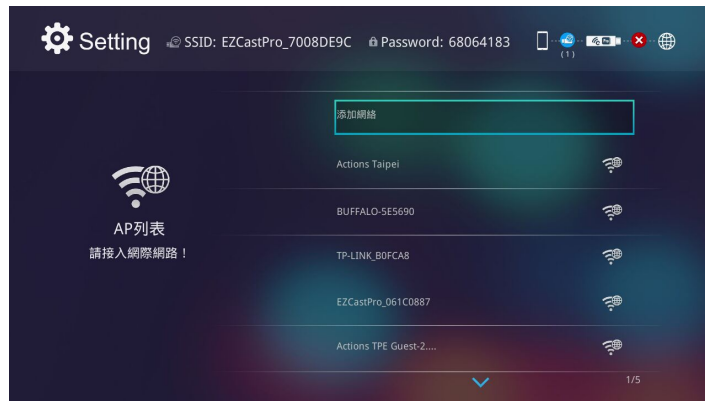 Setting SSID: EZCastPro_7008DE9C Password: 68064183
(1)
添加網絡
Actions Taipei
BUFFALO-5E5690
AP列表
請接入網際網路！
TP-LINK_B0FCA8
EZCastPro_061C0887
Actions TPE Guest-2....
1/5